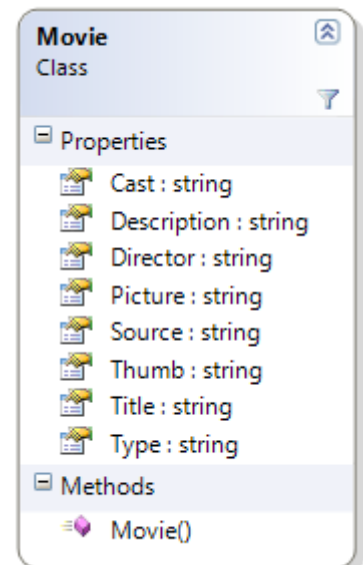 Movie
Class
Properties
Cast : string
Description : string
Director : string
Picture : string
Source : string
Thumb : string
Title : string
Type : string
Methods
Movie()